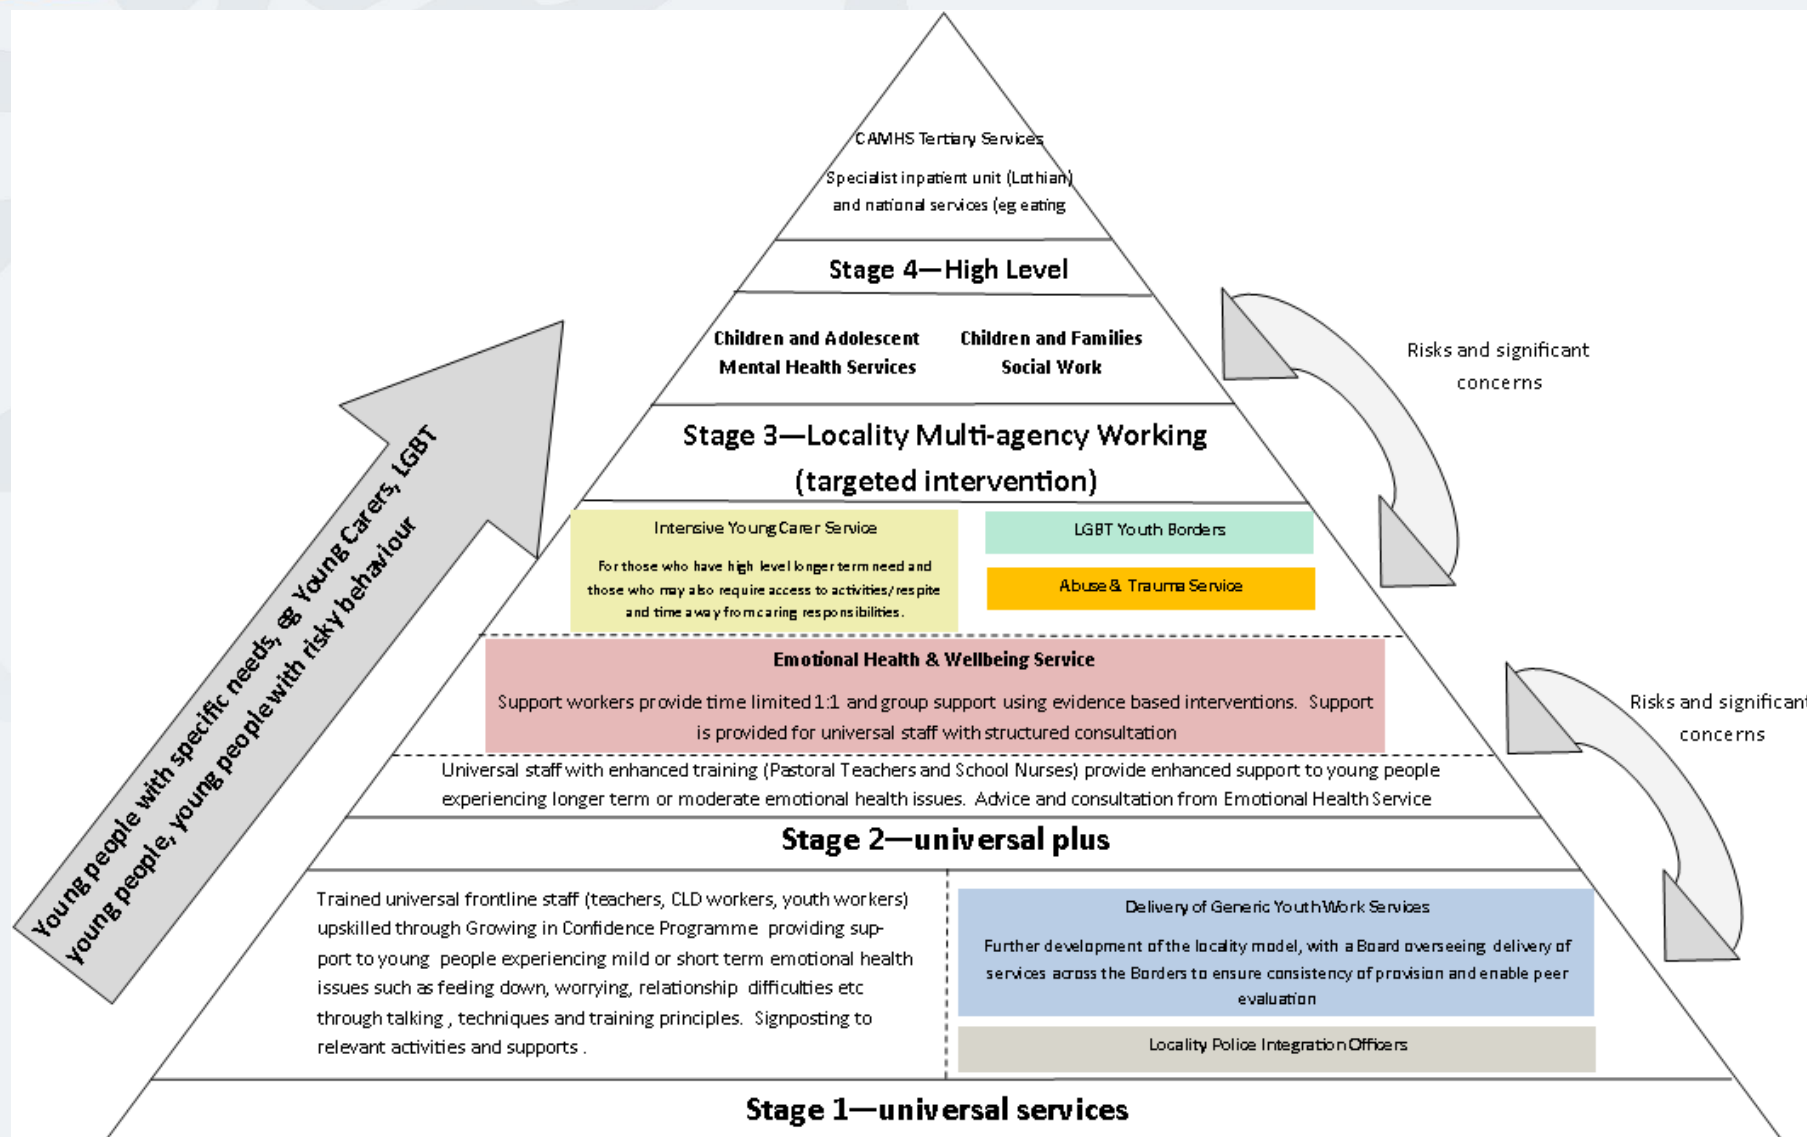 CAMHS Tertiary Services
Specialist inpatient unit (Lothian)
and national services (eg eating
Stage 4—High Level
Children and Adolescent
Mental Health Services
Children and Families
Social Work
Risks and significant
concerns
Stage 3—Locality Multi-agency Working
(targeted intervention)
Young people with specific needs, eg Young Carers, LGBT
young people, young people with risky behaviour
Intensive Young Carer Service
For those who have high level longer term need and
those who may also require access to activities/respite
and time away from caring responsibilities.
LGBT Youth Borders
Abuse & Trauma Service
Emotional Health & Wellbeing Service
Support workers provide time limited 1:1 and group support using evidence based interventions. Support
is provided for universal staff with structured consultation
Risks and significant
concerns
Universal staff with enhanced training (Pastoral Teachers and School Nurses) provide enhanced support to young people
experiencing longer term or moderate emotional health issues. Advice and consultation from Emotional Health Service
Stage 2—universal plus
Trained universal frontline staff (teachers, CLD workers, youth workers)
upskilled through Growing in Confidence Programme providing sup-
port to young people experiencing mild or short term emotional health
issues such as feeling down, worrying, relationship difficulties etc
through talking , techniques and training principles. Signposting to
relevant activities and supports .
Delivery of Generic Youth Work Services
Further development of the locality model, with a Board overseeing delivery of
services across the Borders to ensure consistency of provision and enable peer
evaluation
Locality Police Integration Officers
Stage 1—universal services